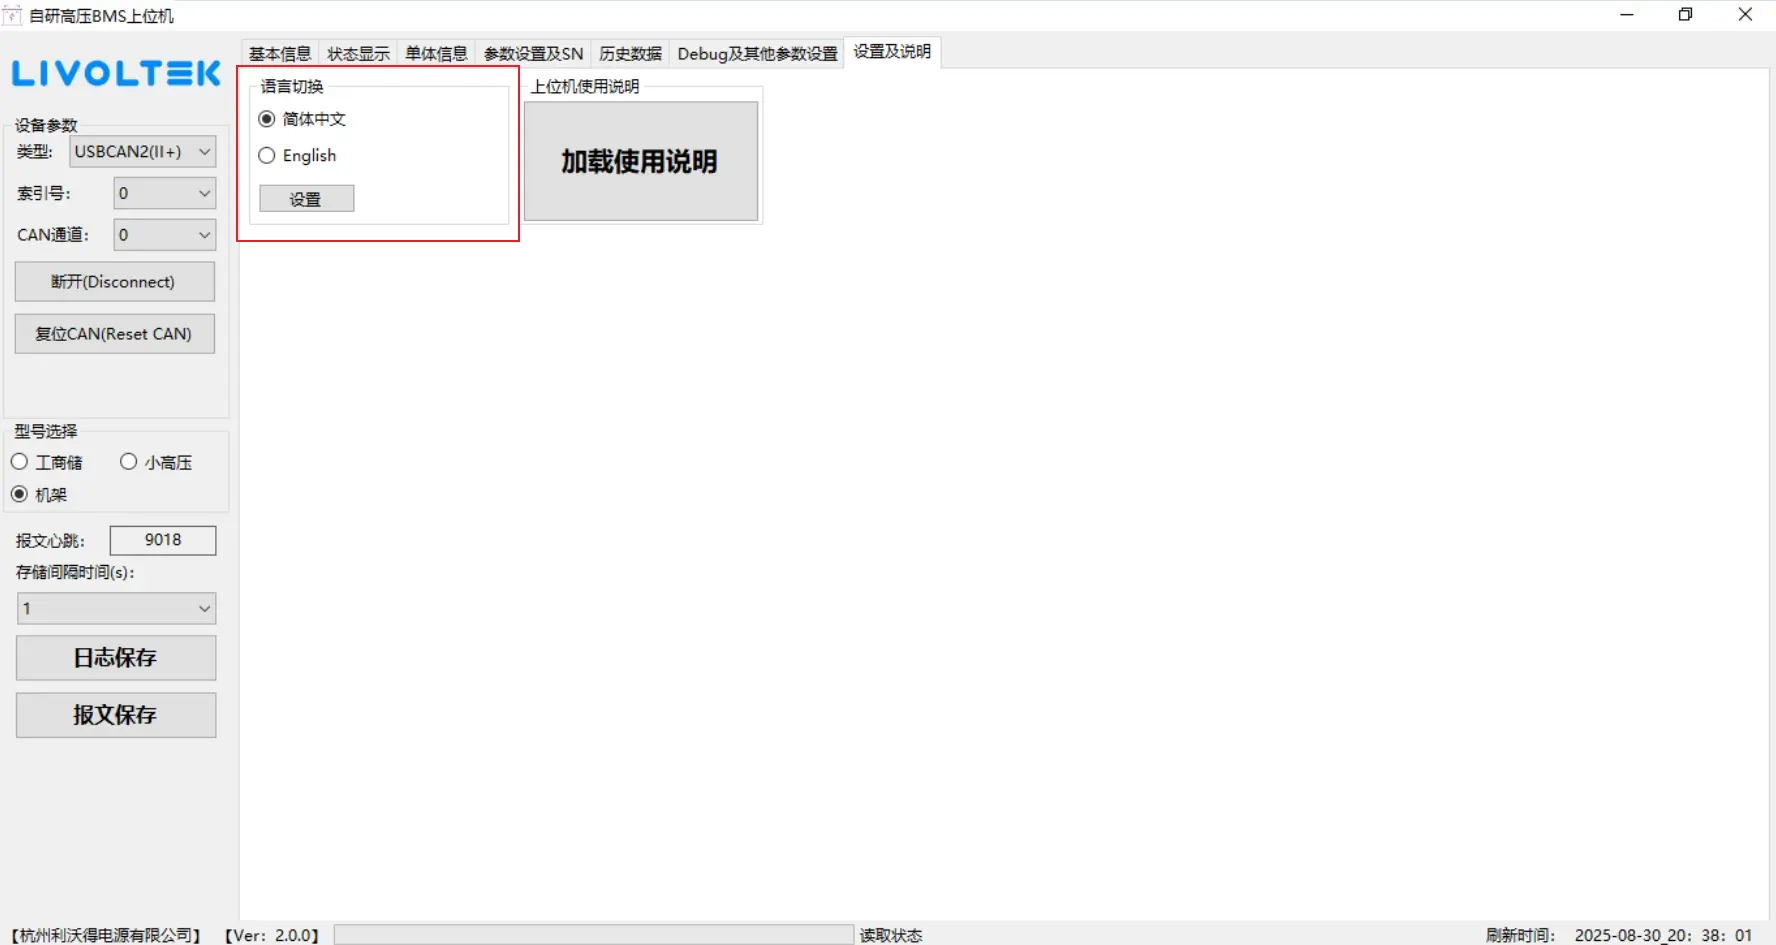 自研高压BMS上位机
LIVOLTEK
基本信息 状态显示 单体信息 参数设置及SN 历史数据 Debug及其他参数设置 设置及说明
语言切换
简体中文
English
设置
上位机使用说明
加载使用说明
设备参数
类型: USBCAN2(II+)
索引号: 0
CAN通道: 0
断开(Disconnect)
复位CAN(Reset CAN)
型号选择
工商储 小高压
机架
报文心跳: 9018
存储间隔时间(s):
1
日志保存
报文保存
【杭州利沃得电源有限公司】 【Ver: 2.0.0】 读取状态 刷新时间: 2025-08-30_20: 38: 01